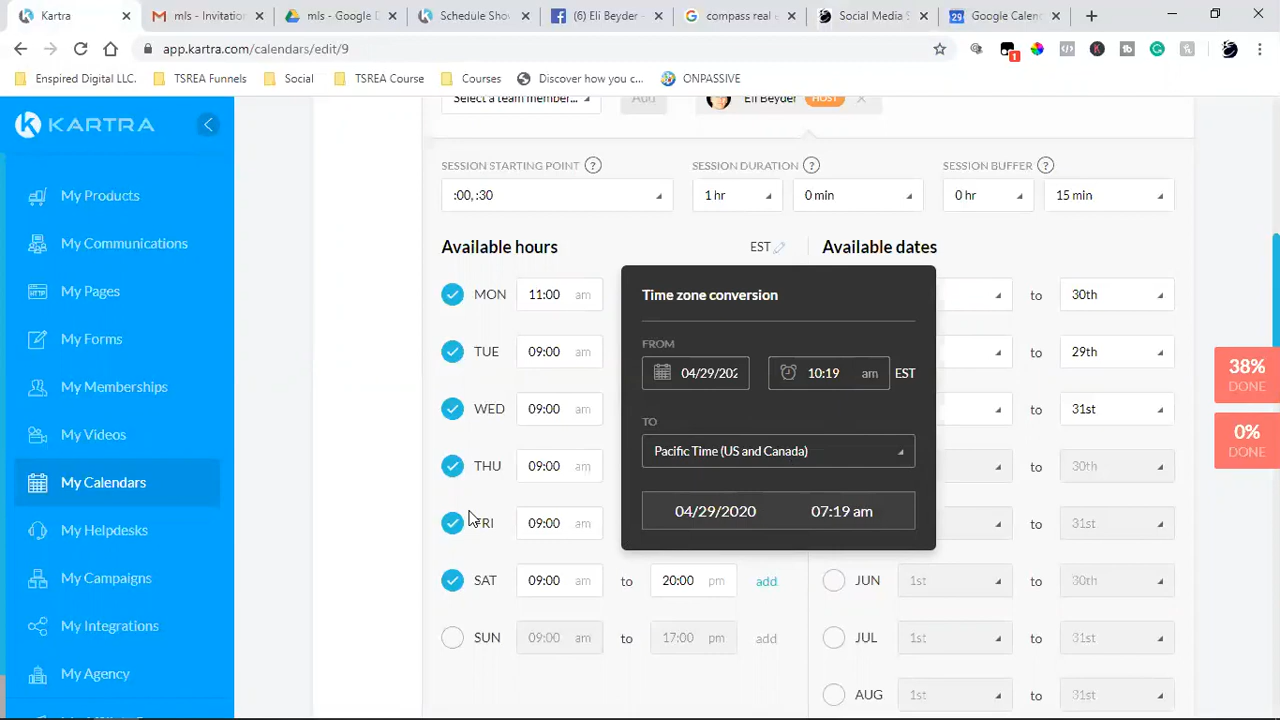 Kartra
mls - Invitation
mls - Google D
Schedule Sho
(6) Eli Beyder -
compass real e
Social Media S
Google Calen
app.kartra.com/calendars/edit/9
1
Enspired Digital LLC.
TSREA Funnels
Social
TSREA Course
Courses
Discover how you c...
ONPASSIVE
KARTRA
Select a team member...
Add
Eli Beyder
HOST
SESSION STARTING POINT ?
SESSION DURATION ?
SESSION BUFFER ?
:00, :30
1 hr
0 min
0 hr
15 min
My Products
My Communications
My Pages
My Forms
My Memberships
My Videos
My Calendars
My Helpdesks
My Campaigns
My Integrations
My Agency
Available hours
EST
MON 11:00 am
TUE 09:00 am
WED 09:00 am
THU 09:00 am
FRI 09:00 am
SAT 09:00 am to 20:00 pm add
SUN 09:00 am to 17:00 pm add
Time zone conversion
FROM
04/29/202 10:19 am EST
TO
Pacific Time (US and Canada)
04/29/2020 07:19 am
Available dates
to 30th
to 29th
to 31st
to 30th
to 31st
JUN 1st to 30th
JUL 1st to 31st
AUG 1st to 31st
38%
DONE
0%
DONE